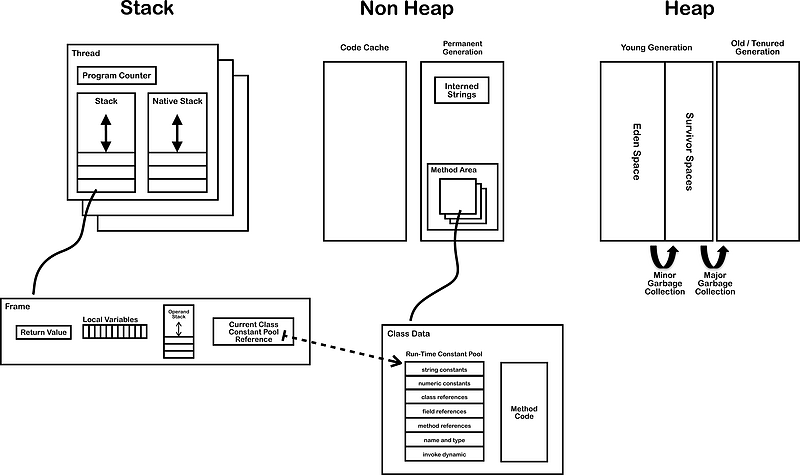 Stack
Non Heap
Heap
Thread
Program Counter
Stack
Native Stack
Code Cache
Permanent
Generation
Interned
Strings
Method Area
Young Generation
Old / Tenured
Generation
Eden Space
Survivor Spaces
Minor
Garbage
Collection
Major
Garbage
Collection
Frame
Return Value
Local Variables
Operand
Stack
Current Class
Constant Pool
Reference
Class Data
Run-Time Constant Pool
string constants
numeric constants
class references
field references
method references
name and type
invoke dynamic
Method
Code